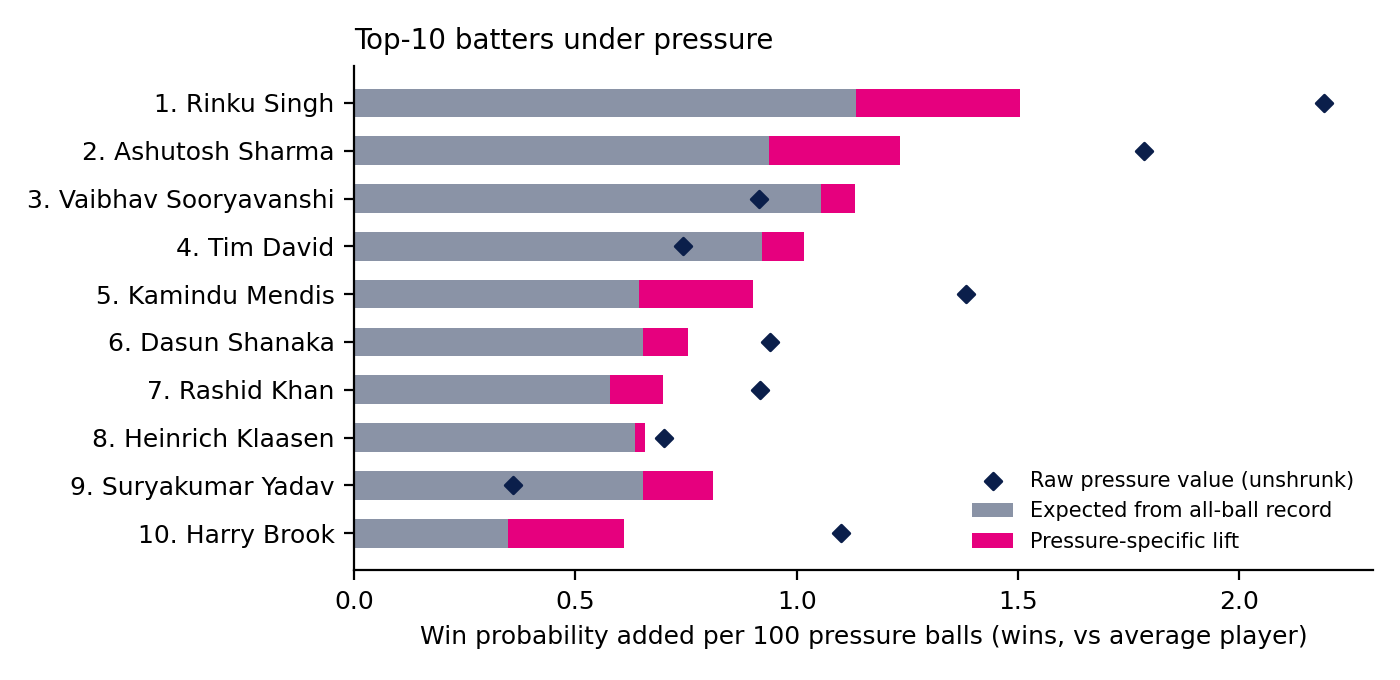 Top-10 batters under pressure
1. Rinku Singh
2. Ashutosh Sharma
3. Vaibhav Sooryavanshi
4. Tim David
5. Kamindu Mendis
6. Dasun Shanaka
7. Rashid Khan
8. Heinrich Klaasen
9. Suryakumar Yadav
10. Harry Brook
Raw pressure value (unshrunk)
Expected from all-ball record
Pressure-specific lift
0.0 0.5 1.0 1.5 2.0
Win probability added per 100 pressure balls (wins, vs average player)